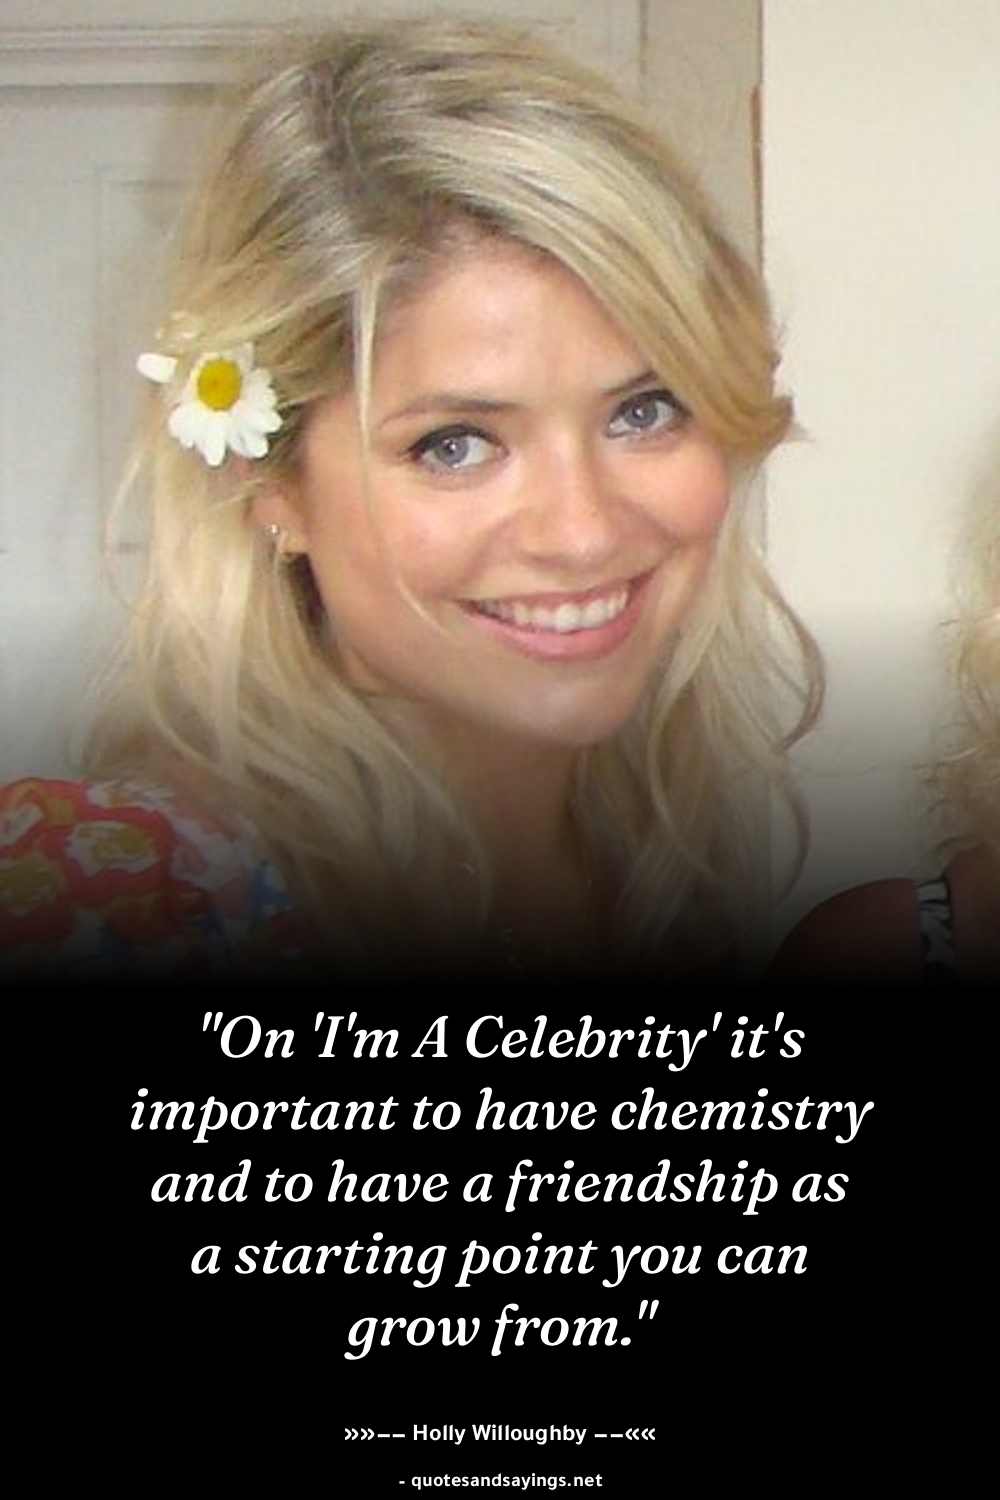 "On 'I'm A Celebrity' it's
important to have chemistry
and to have a friendship as
a starting point you can
grow from."
»»–– Holly Willoughby ––««
- quotesandsayings.net